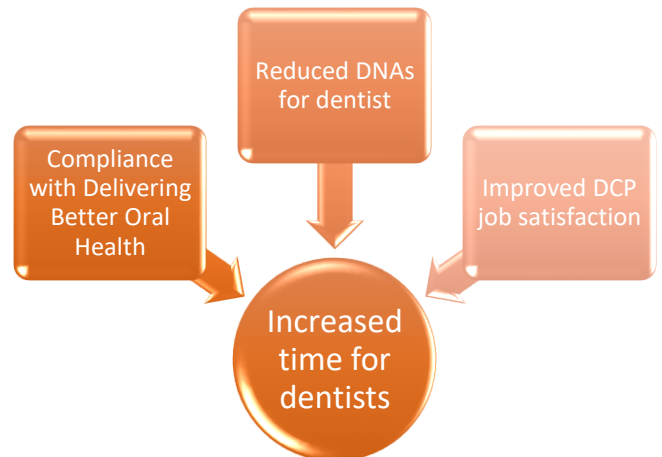 Reduced DNAs
for dentist
Compliance
with Delivering
Better Oral
Health
Improved DCP
job satisfaction
Increased
time for
dentists